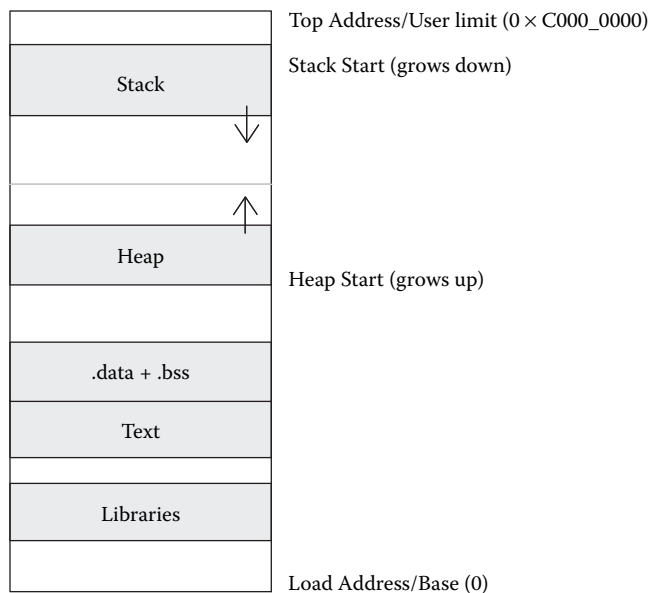 Top Address/User limit (0 × C000_0000)
Stack Start (grows down)
Stack
Heap
Heap Start (grows up)
.data + .bss
Text
Libraries
Load Address/Base (0)